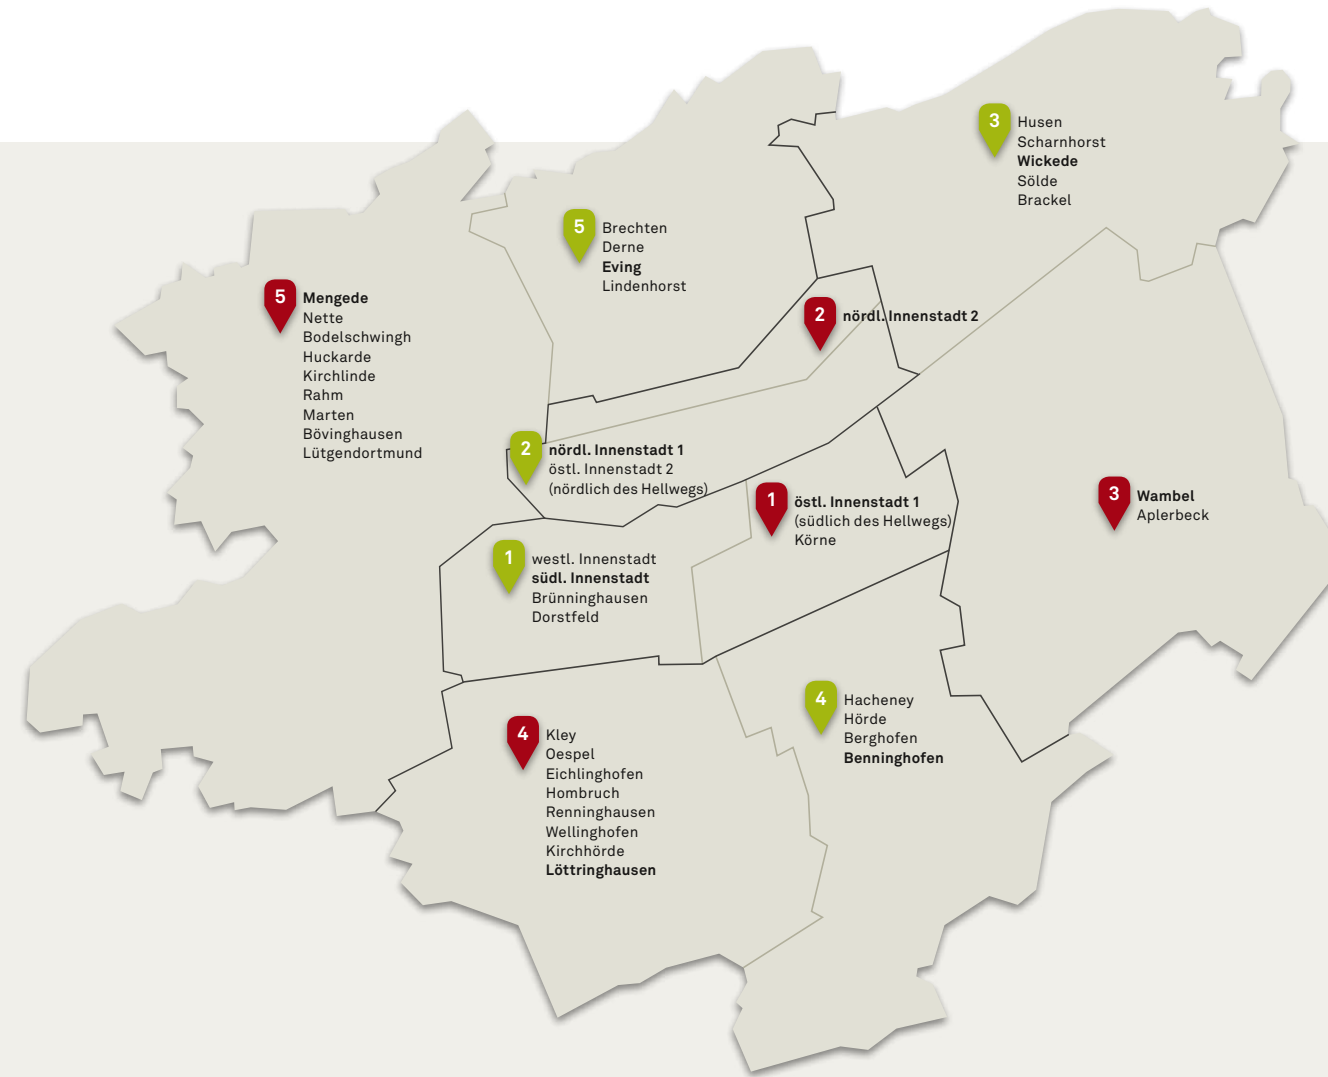 3
Husen
Scharnhorst
Wickede
Sölde
Brackel
5
Brechten
Derne
Eving
Lindenhorst
5
Mengede
Nette
Bodelschwingh
Huckarde
Kirchlinde
Rahm
Marten
Bövinghausen
Lütgendortmund
2
nördl. Innenstadt 2
2
nördl. Innenstadt 1
östl. Innenstadt 2
(nördlich des Hellwegs)
1
östl. Innenstadt 1
(südlich des Hellwegs)
Körne
3
Wambel
Aplerbeck
1
westl. Innenstadt
südl. Innenstadt
Brünninghausen
Dorstfeld
4
Hacheney
Hörde
Berghofen
Benninghofen
4
Kley
Oespel
Eichlinghofen
Hombruch
Renninghausen
Wellinghofen
Kirchhörde
Löttringhausen